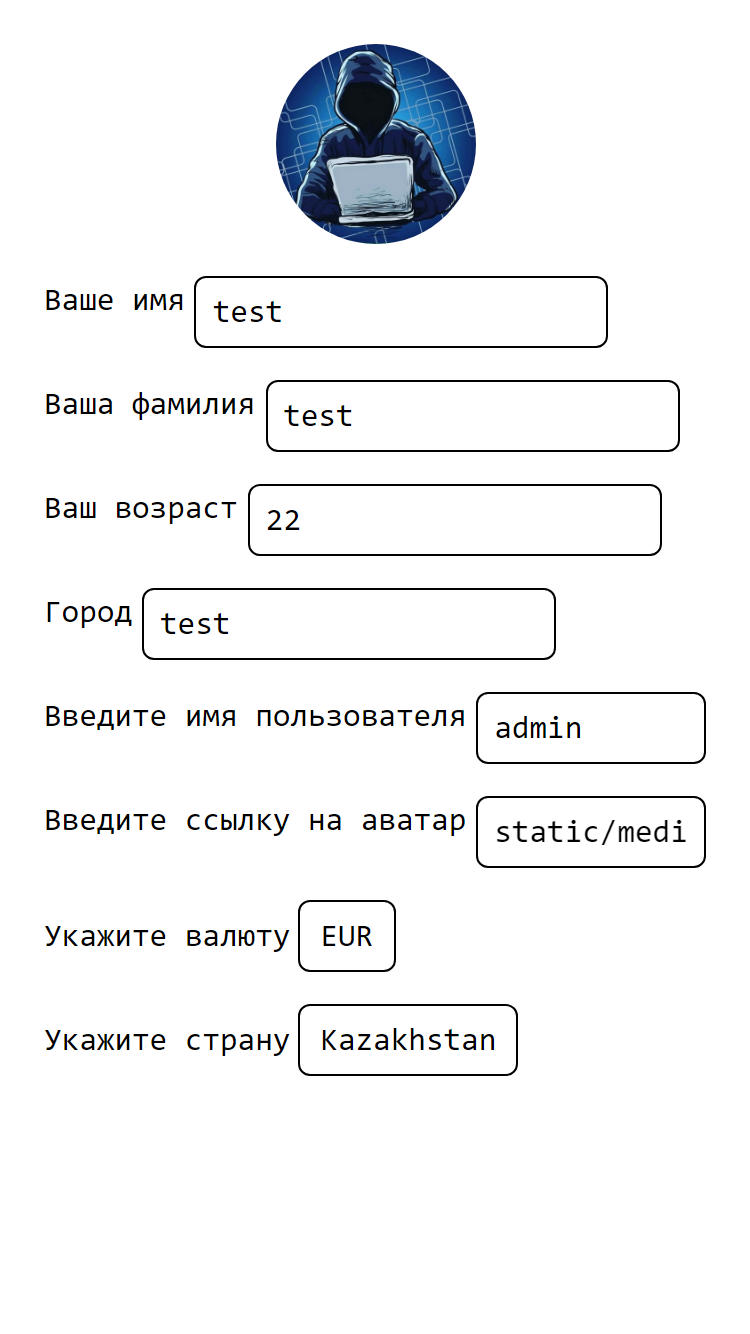 Ваше имя test
Ваша фамилия test
Ваш возраст 22
Город test
Введите имя пользователя admin
Введите ссылку на аватар static/medi
Укажите валюту EUR
Укажите страну Kazakhstan